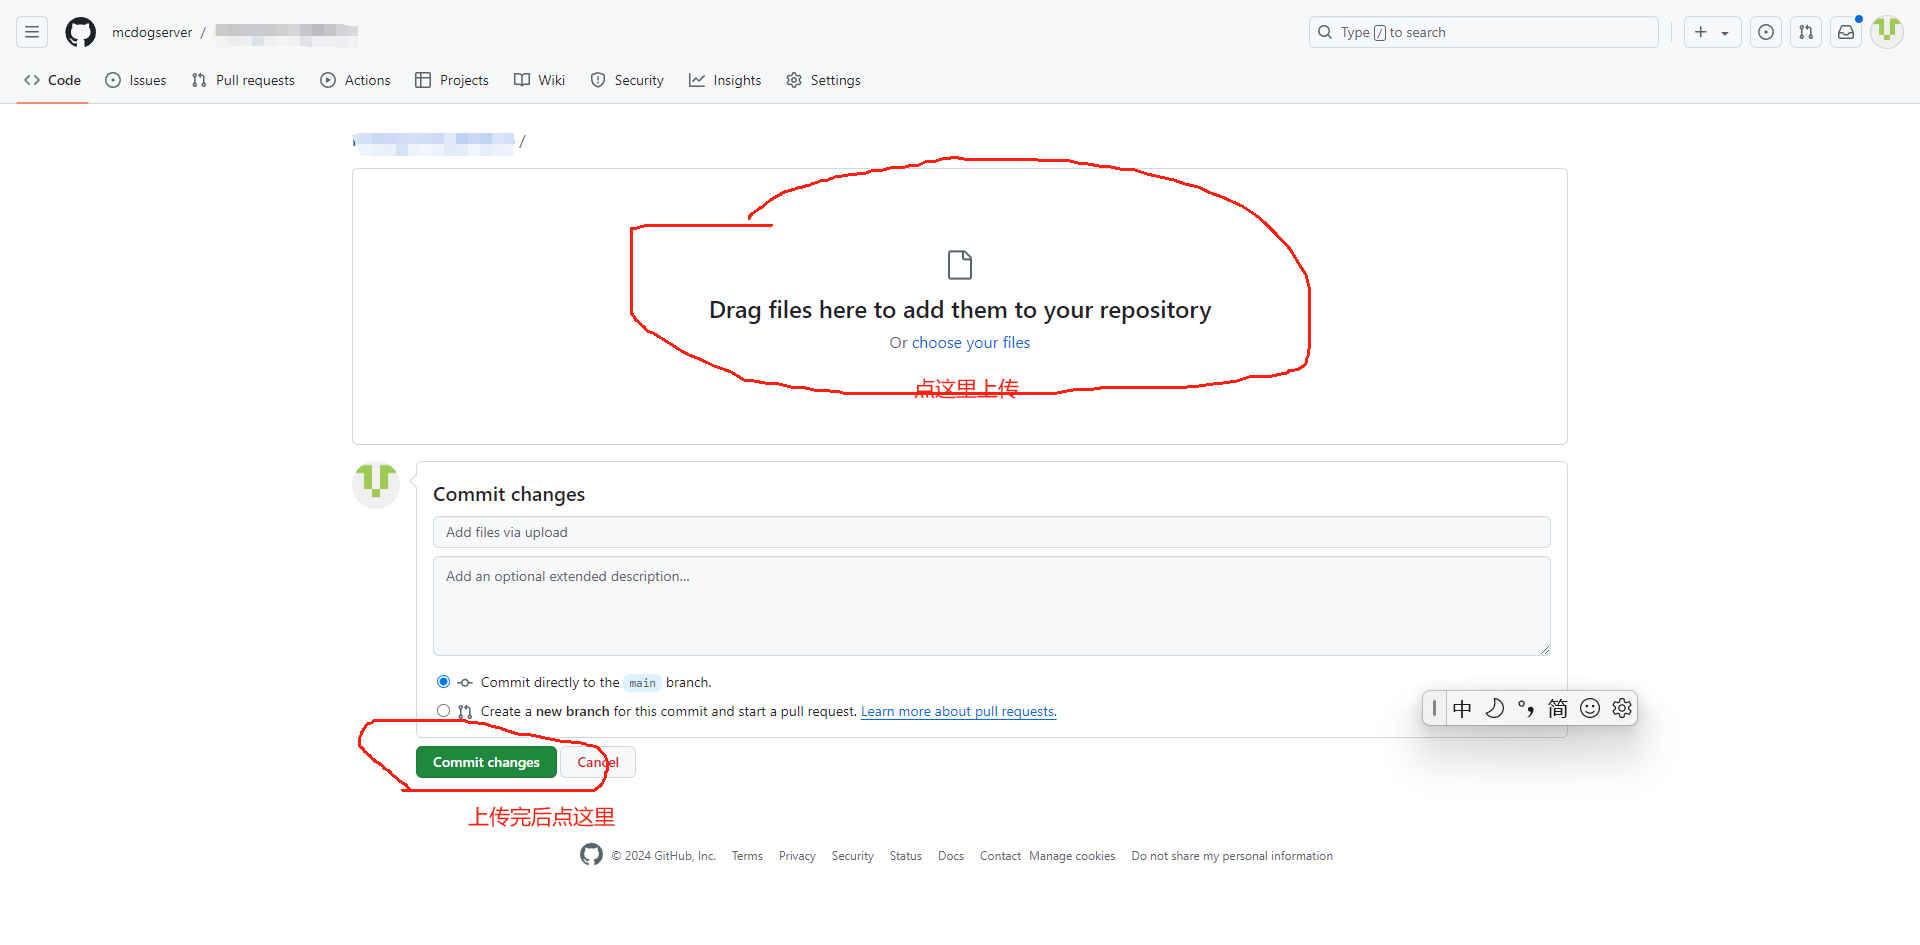 mcdogserver /
Type / to search
Code
Issues
Pull requests
Actions
Projects
Wiki
Security
Insights
Settings
/
Drag files here to add them to your repository
Or choose your files
点这里上传
Commit changes
Add files via upload
Add an optional extended description...
Commit directly to the main branch.
Create a new branch for this commit and start a pull request. Learn more about pull requests.
中 简
Commit changes
Cancel
上传完后点这里
© 2024 GitHub, Inc. Terms Privacy Security Status Docs Contact Manage cookies Do not share my personal information